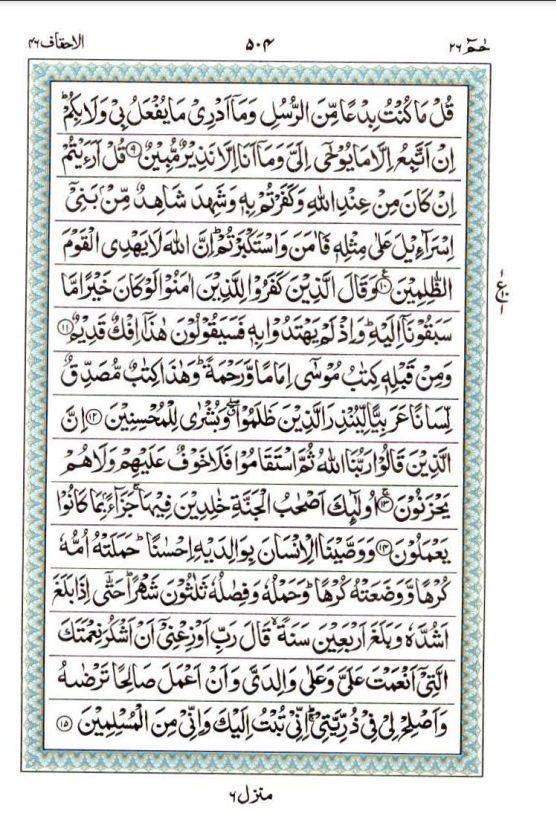 الاحقاف ۴۶ ۵۰۴ حٰمٓ ۲۶
قُلْ مَا كُنْتُ بِدْعًا مِّنَ الرُّسُلِ وَمَآ اَدْرِىْ مَا يُفْعَلُ بِىْ وَلَا بِكُمْ ؕ
اِنْ اَتَّبِعُ اِلَّا مَا يُوْحٰٓى اِلَىَّ وَمَآ اَنَا اِلَّا نَذِيْرٌ مُّبِيْنٌ ۹ قُلْ اَرَءَيْتُمْ
اِنْ كَانَ مِنْ عِنْدِ اللّٰهِ وَكَفَرْتُمْ بِهٖ وَشَهِدَ شَاهِدٌ مِّنْۢ بَنِىْٓ
اِسْرَآءِيْلَ عَلٰى مِثْلِهٖ فَاٰمَنَ وَاسْتَكْبَرْتُمْ ؕ اِنَّ اللّٰهَ لَا يَهْدِى الْقَوْمَ
الظّٰلِمِيْنَ ۱۰ وَقَالَ الَّذِيْنَ كَفَرُوْا لِلَّذِيْنَ اٰمَنُوْا لَوْ كَانَ خَيْرًا مَّا
سَبَقُوْنَآ اِلَيْهِ ؕ وَاِذْ لَمْ يَهْتَدُوْا بِهٖ فَسَيَقُوْلُوْنَ هٰذَآ اِفْكٌ قَدِيْمٌ ۱۱
وَمِنْ قَبْلِهٖ كِتٰبُ مُوْسٰٓى اِمَامًا وَّرَحْمَةً ؕ وَهٰذَا كِتٰبٌ مُّصَدِّقٌ
لِّسَانًا عَرَبِيًّا لِّيُنْذِرَ الَّذِيْنَ ظَلَمُوْا ۖ وَبُشْرٰى لِلْمُحْسِنِيْنَ ۱۲ اِنَّ
الَّذِيْنَ قَالُوْا رَبُّنَا اللّٰهُ ثُمَّ اسْتَقَامُوْا فَلَا خَوْفٌ عَلَيْهِمْ وَلَا هُمْ
يَحْزَنُوْنَ ۱۳ اُولٰٓئِكَ اَصْحٰبُ الْجَنَّةِ خٰلِدِيْنَ فِيْهَا ۚ جَزَآءًۢ بِمَا كَانُوْا
يَعْمَلُوْنَ ۱۴ وَوَصَّيْنَا الْاِنْسَانَ بِوَالِدَيْهِ اِحْسٰنًا ؕ حَمَلَتْهُ اُمُّهٗ
كُرْهًا وَّوَضَعَتْهُ كُرْهًا ؕ وَحَمْلُهٗ وَفِصٰلُهٗ ثَلٰثُوْنَ شَهْرًا ؕ حَتّٰٓى اِذَا بَلَغَ
اَشُدَّهٗ وَبَلَغَ اَرْبَعِيْنَ سَنَةً ۙ قَالَ رَبِّ اَوْزِعْنِىْٓ اَنْ اَشْكُرَ نِعْمَتَكَ
الَّتِىْٓ اَنْعَمْتَ عَلَىَّ وَعَلٰى وَالِدَىَّ وَاَنْ اَعْمَلَ صَالِحًا تَرْضٰىهُ
وَاَصْلِحْ لِىْ فِىْ ذُرِّيَّتِىْ ؕ اِنِّىْ تُبْتُ اِلَيْكَ وَاِنِّىْ مِنَ الْمُسْلِمِيْنَ ۱۵
منزل ۶